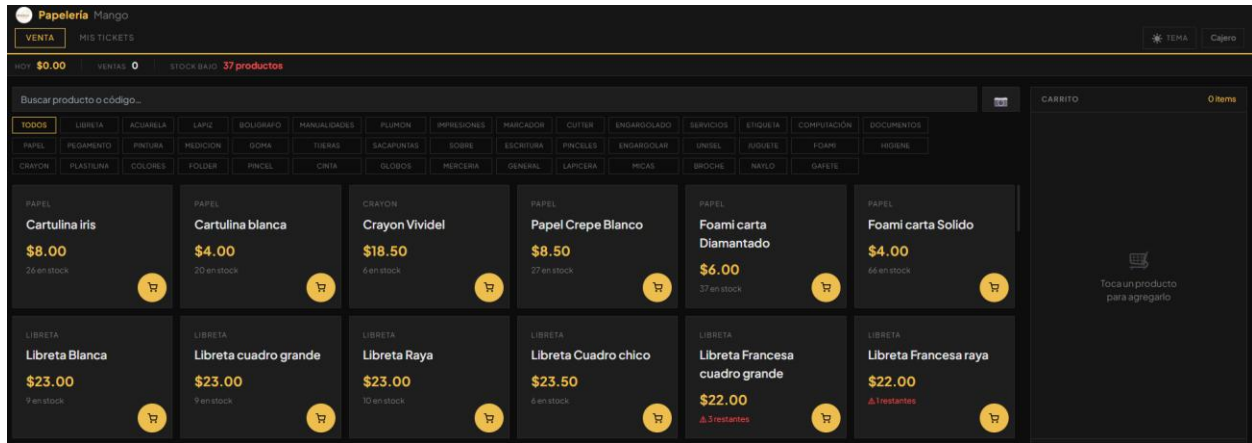 Papelería Mango
VENTA MIS TICKETS
TEMA Cajero
HOY $0.00 VENTAS 0 STOCK BAJO 37 productos
Buscar producto o código...
CARRITO 0 items
TODOS LIBRETA ACUARELA LAPIZ BOLIGRAFO MANUALIDADES PLUMON IMPRESIONES MARCADOR CUTTER ENGARGOLADO SERVICIOS ETIQUETA COMPUTACIÓN DOCUMENTOS
PAPEL PEGAMENTO PINTURA MEDICION GOMA TIJERAS SACAPUNTAS SOBRE ESCRITURA PINCELES ENGARGOLAR UNISEL JUGUETE FOAMI HIGIENE
CRAYON PLASTILINA COLORES FOLDER PINCEL CINTA GLOBOS MERCERIA GENERAL LAPICERA MICAS BROCHE NAYLO GAFETE
PAPEL
Cartulina iris
$8.00
26 en stock
PAPEL
Cartulina blanca
$4.00
20 en stock
CRAYON
Crayon Vividel
$18.50
6 en stock
PAPEL
Papel Crepe Blanco
$8.50
27 en stock
PAPEL
Foami carta
Diamantado
$6.00
37 en stock
PAPEL
Foami carta Solido
$4.00
66 en stock
Toca un producto
para agregarlo
LIBRETA
Libreta Blanca
$23.00
9 en stock
LIBRETA
Libreta cuadro grande
$23.00
9 en stock
LIBRETA
Libreta Raya
$23.00
10 en stock
LIBRETA
Libreta Cuadro chico
$23.50
6 en stock
LIBRETA
Libreta Francesa
cuadro grande
$22.00
⚠3 restantes
LIBRETA
Libreta Francesa raya
$22.00
⚠1 restantes